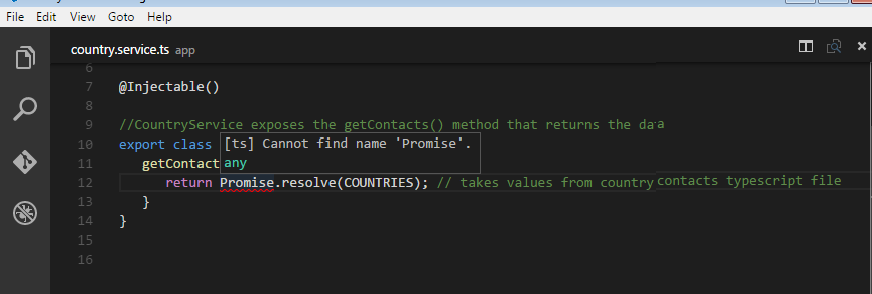 File Edit View Goto Help
country.service.ts app
6
7 @Injectable()
8
9 //CountryService exposes the getContacts() method that returns the data
10 export class [ts] Cannot find name 'Promise'.
11 getContact any
12 return Promise.resolve(COUNTRIES); // takes values from country contacts typescript file
13 }
14 }
15
16